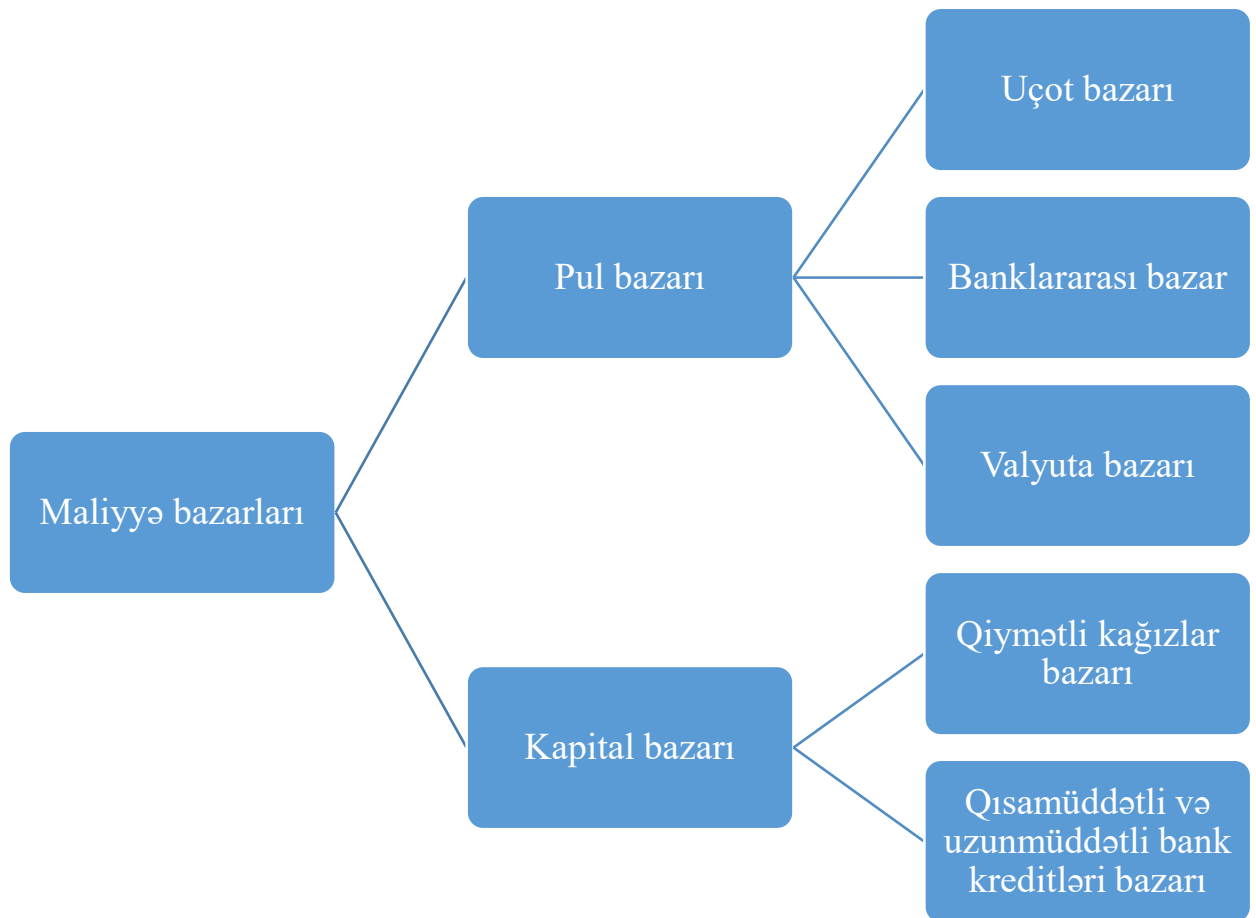 Maliyyə bazarları
Pul bazarı
Uçot bazarı
Banklararası bazar
Valyuta bazarı
Kapital bazarı
Qiymətli kağızlar
bazarı
Qısamüddətli və
uzunmüddətli bank
kreditləri bazarı